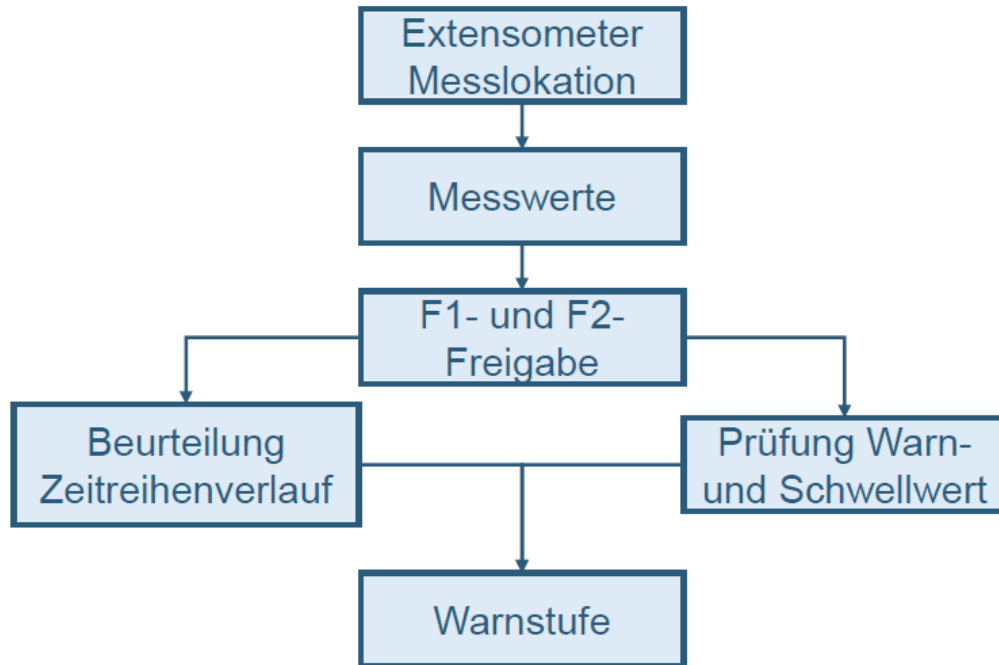 Extensometer
Messlokation
Messwerte
F1- und F2-
Freigabe
Beurteilung
Zeitreihenverlauf
Prüfung Warn-
und Schwellwert
Warnstufe